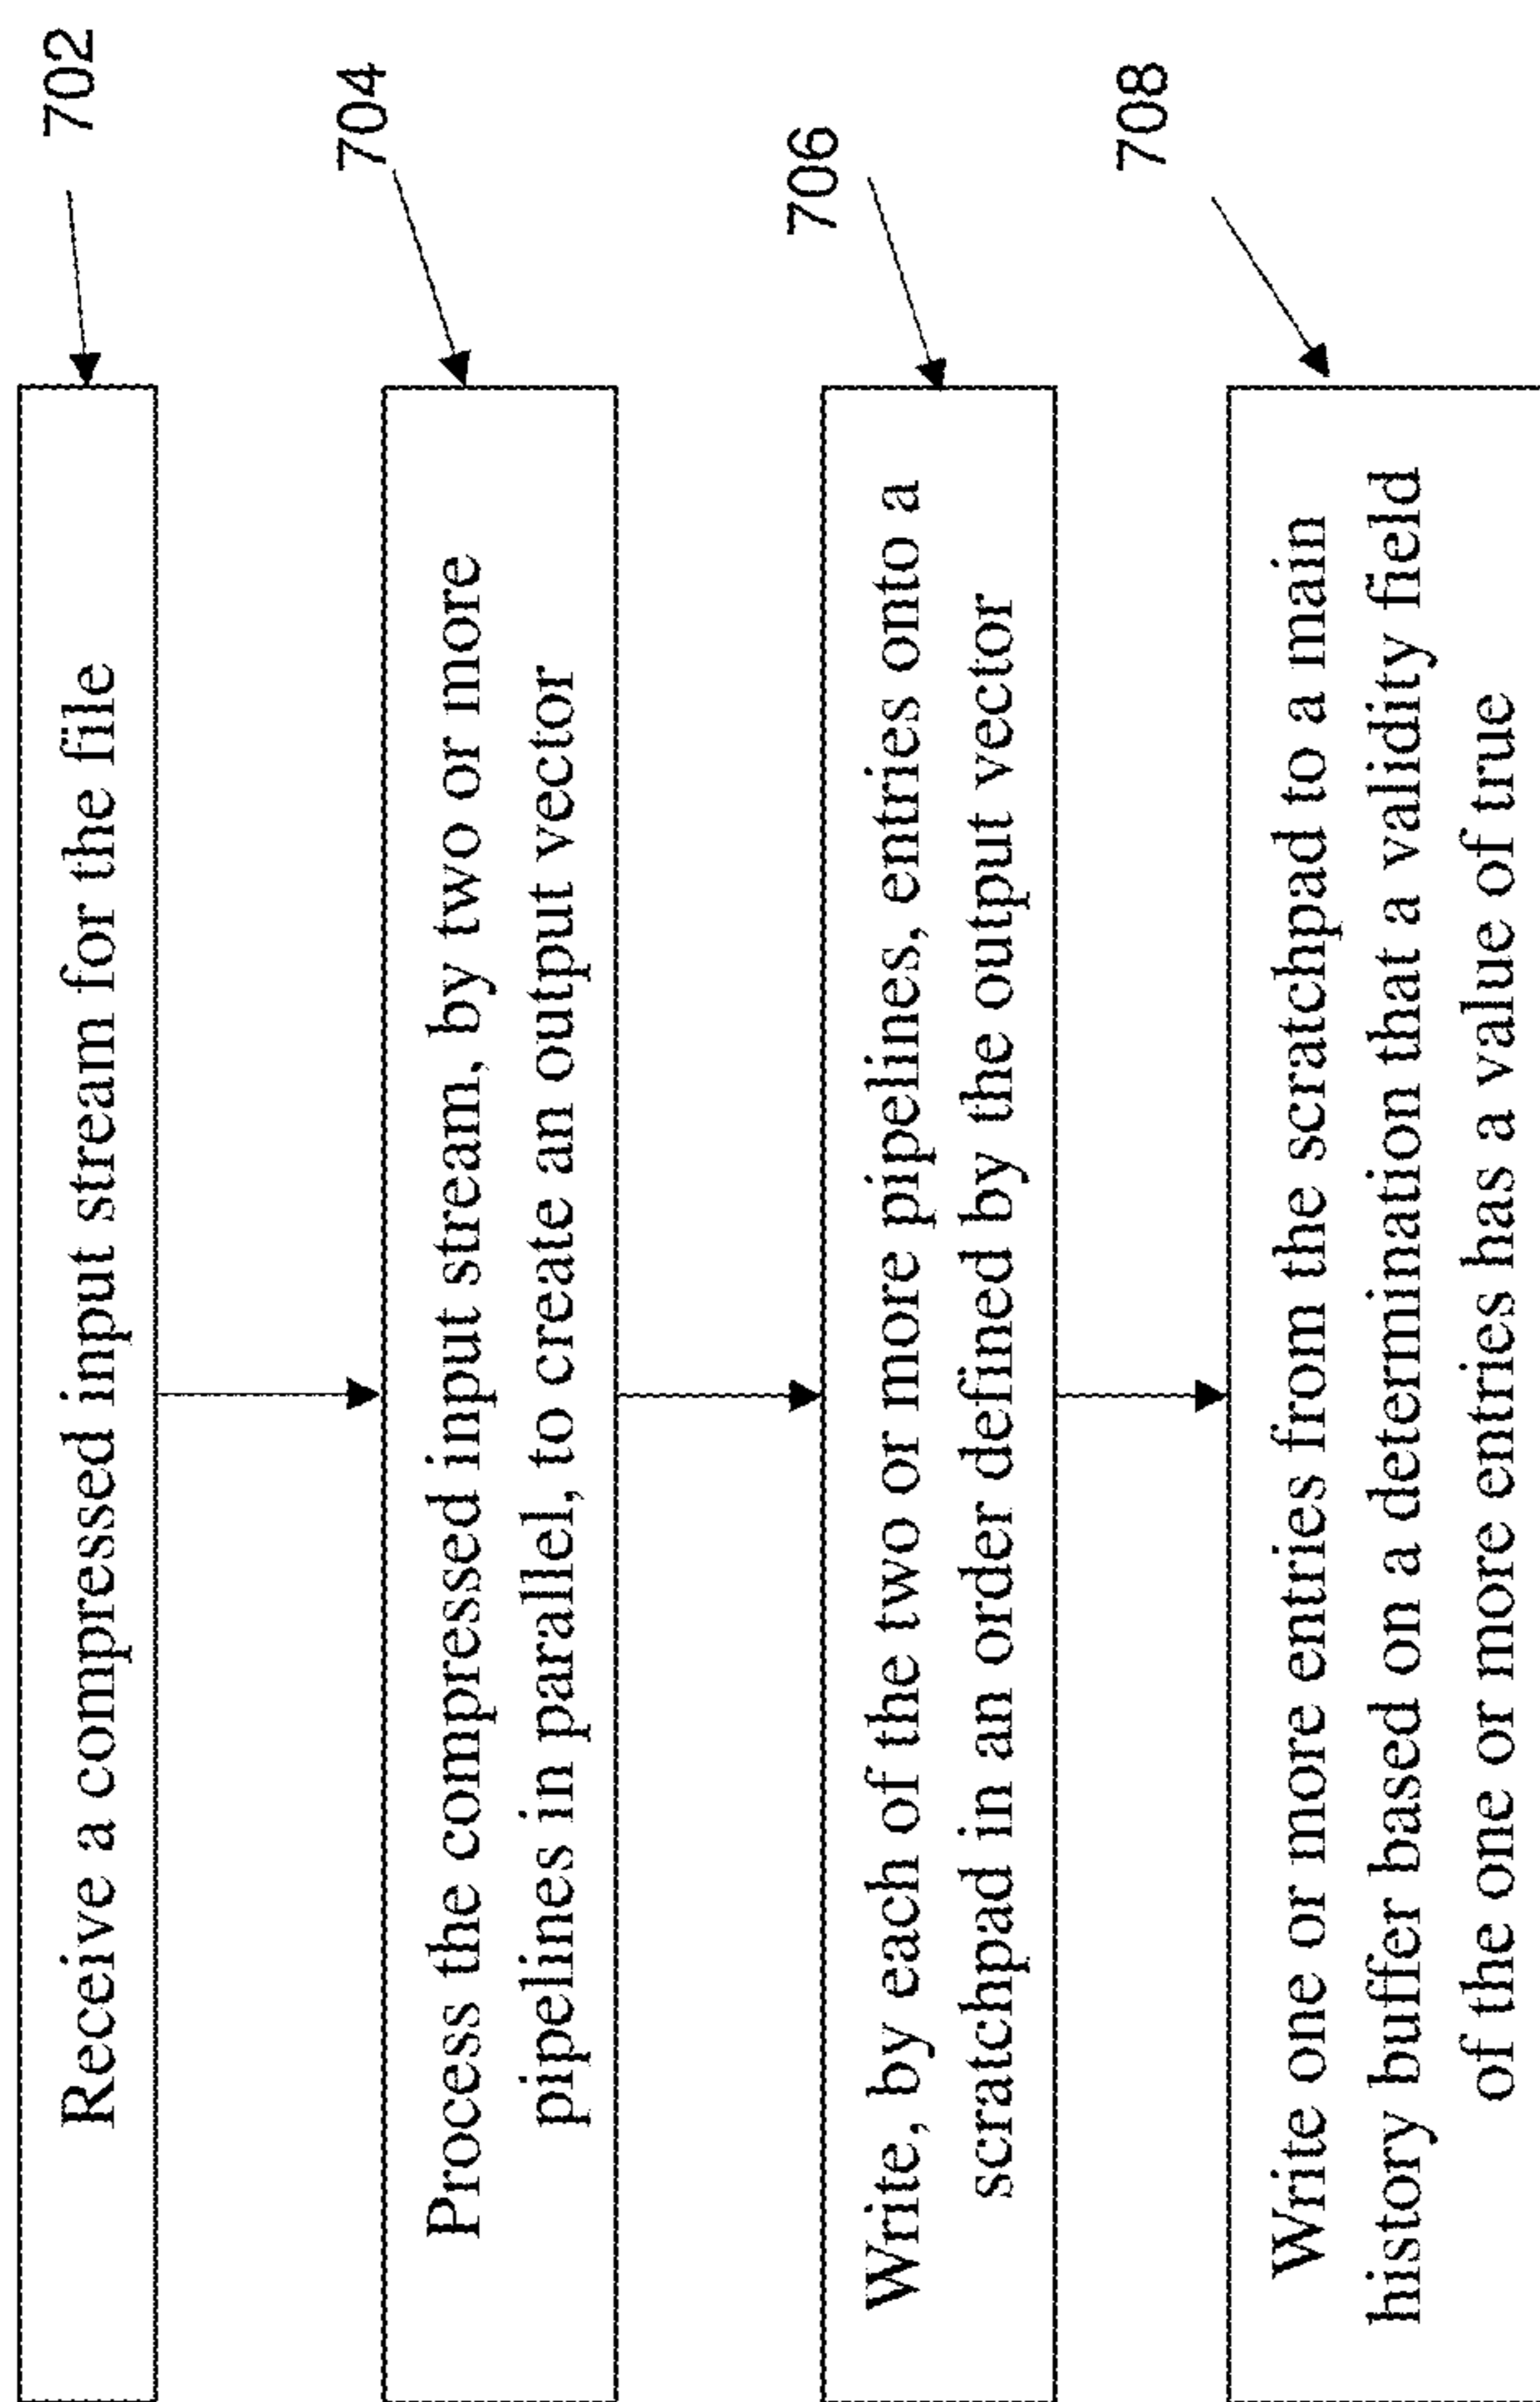 702
Receive a compressed input stream for the file
704
Process the compressed input stream, by two or more
pipelines in parallel, to create an output vector
706
Write, by each of the two or more pipelines, entries onto a
scratchpad in an order defined by the output vector
708
Write one or more entries from the scratchpad to a main
history buffer based on a determination that a validity field
of the one or more entries has a value of true